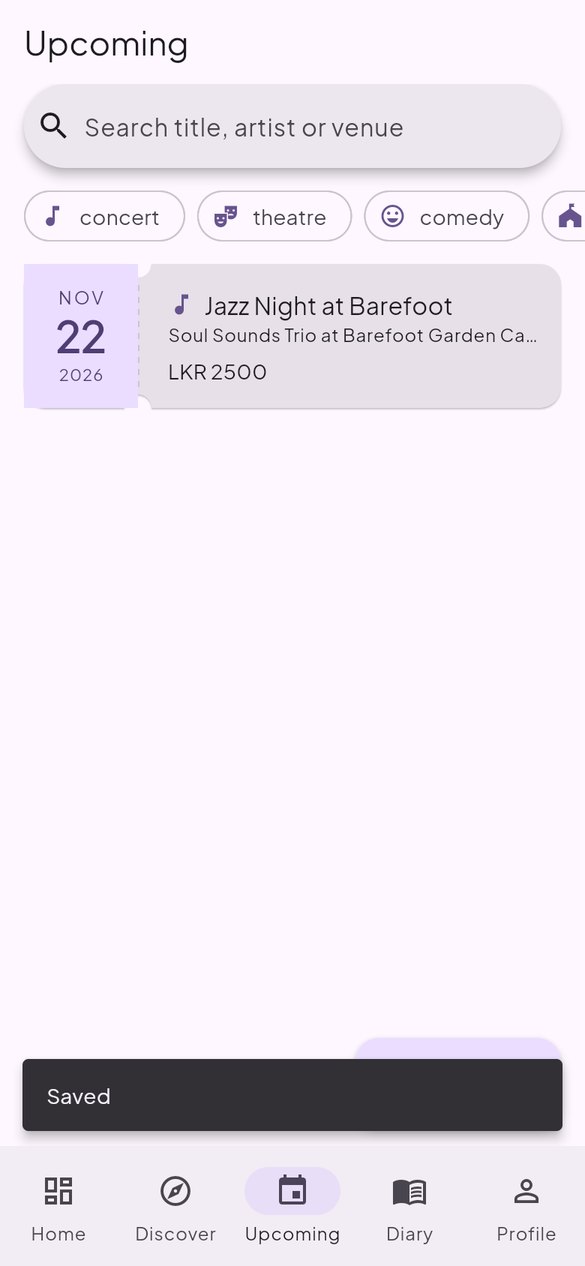 Upcoming
Search title, artist or venue
concert
theatre
comedy
NOV
22
2026
Jazz Night at Barefoot
Soul Sounds Trio at Barefoot Garden Ca...
LKR 2500
Saved
Home
Discover
Upcoming
Diary
Profile